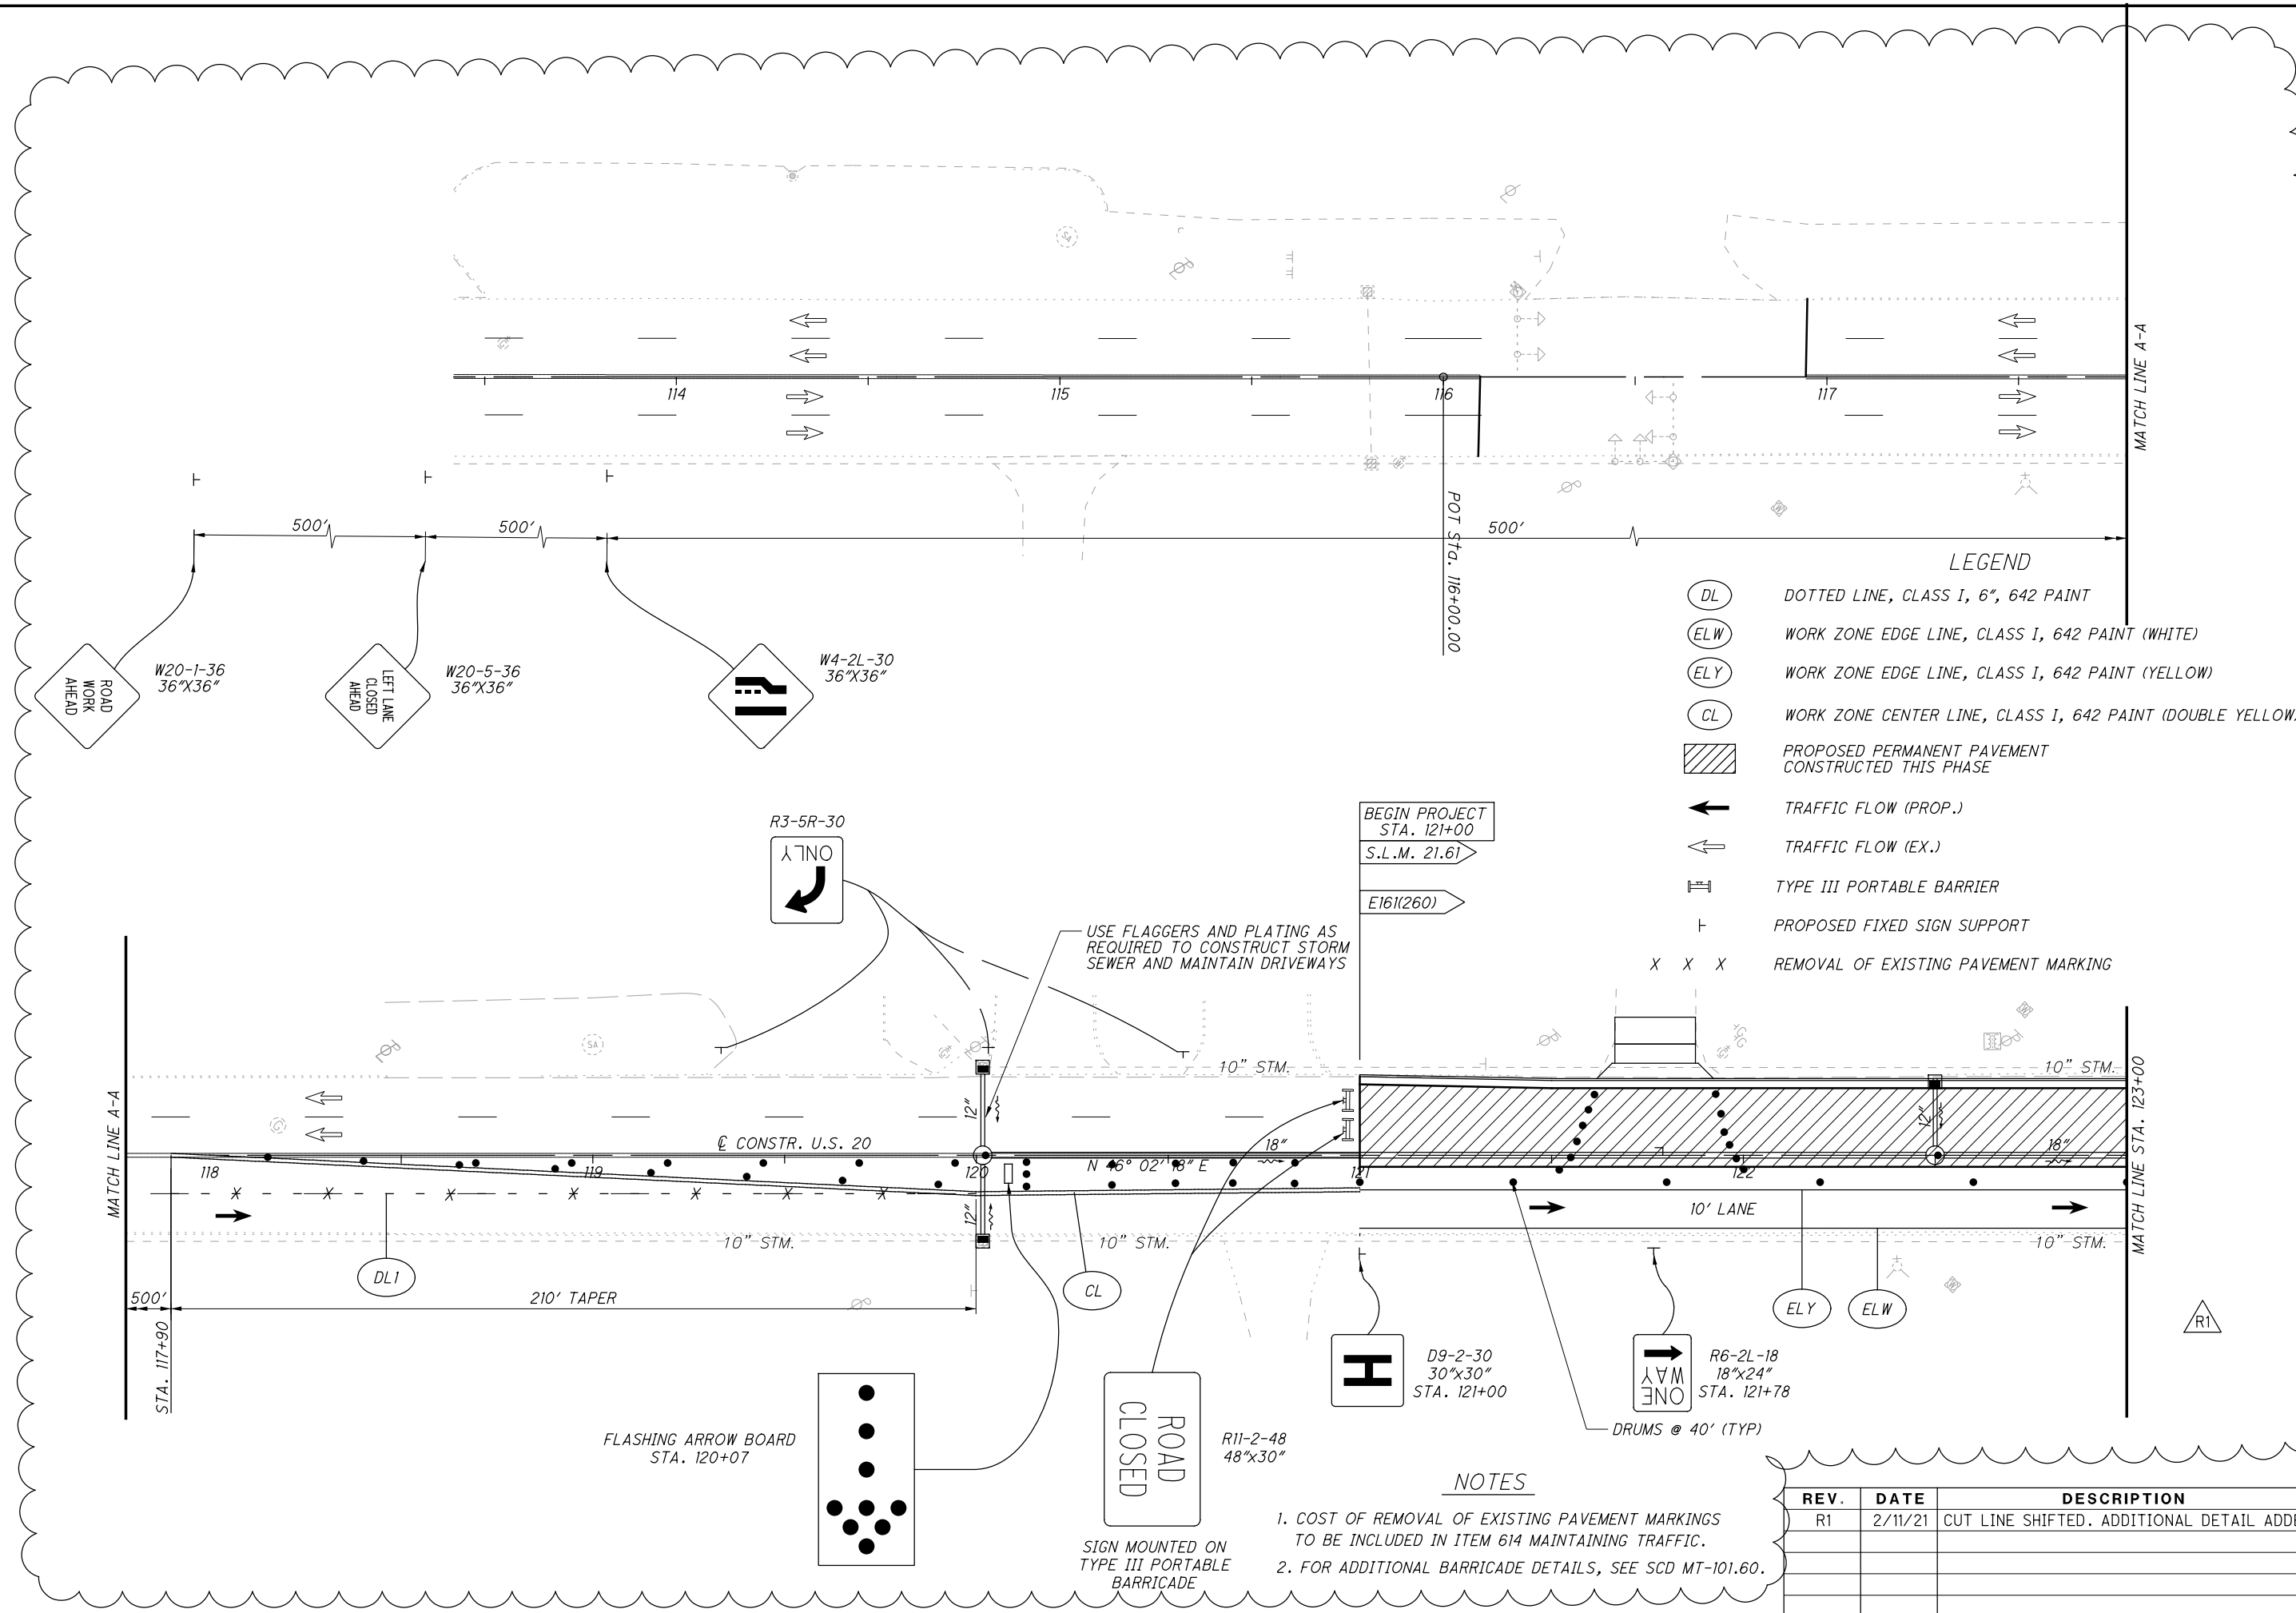 SA
114
115
116
117
MATCH LINE A-A
500'
500'
500'
POT Sta. 116+00.00
ROAD
WORK
AHEAD
W20-1-36
36"X36"
LEFT LANE
CLOSED
AHEAD
W20-5-36
36"X36"
W4-2L-30
36"X36"
LEGEND
DL
DOTTED LINE, CLASS I, 6", 642 PAINT
ELW
WORK ZONE EDGE LINE, CLASS I, 642 PAINT (WHITE)
ELY
WORK ZONE EDGE LINE, CLASS I, 642 PAINT (YELLOW)
CL
WORK ZONE CENTER LINE, CLASS I, 642 PAINT (DOUBLE YELLOW
PROPOSED PERMANENT PAVEMENT
CONSTRUCTED THIS PHASE
TRAFFIC FLOW (PROP.)
TRAFFIC FLOW (EX.)
TYPE III PORTABLE BARRIER
PROPOSED FIXED SIGN SUPPORT
X X X
REMOVAL OF EXISTING PAVEMENT MARKING
R3-5R-30
ONLY
BEGIN PROJECT
STA. 121+00
S.L.M. 21.61
E161(260)
USE FLAGGERS AND PLATING AS
REQUIRED TO CONSTRUCT STORM
SEWER AND MAINTAIN DRIVEWAYS
MATCH LINE A-A
SA
10" STM.
10" STM.
12"
12"
℄ CONSTR. U.S. 20
18"
18"
118
119
120
N 46° 02' 18" E
121
122
X X X X X X X
12"
10' LANE
10" STM.
10" STM.
10" STM.
MATCH LINE STA. 123+00
DL1
CL
ELY
ELW
500'
210' TAPER
STA. 117+90
R1
FLASHING ARROW BOARD
STA. 120+07
ROAD
CLOSED
R11-2-48
48"x30"
SIGN MOUNTED ON
TYPE III PORTABLE
BARRICADE
H
D9-2-30
30"x30"
STA. 121+00
ONE
WAY
R6-2L-18
18"x24"
STA. 121+78
DRUMS @ 40' (TYP)
NOTES
1. COST OF REMOVAL OF EXISTING PAVEMENT MARKINGS
TO BE INCLUDED IN ITEM 614 MAINTAINING TRAFFIC.
2. FOR ADDITIONAL BARRICADE DETAILS, SEE SCD MT-101.60.
REV. DATE DESCRIPTION
R1 2/11/21 CUT LINE SHIFTED. ADDITIONAL DETAIL ADDE